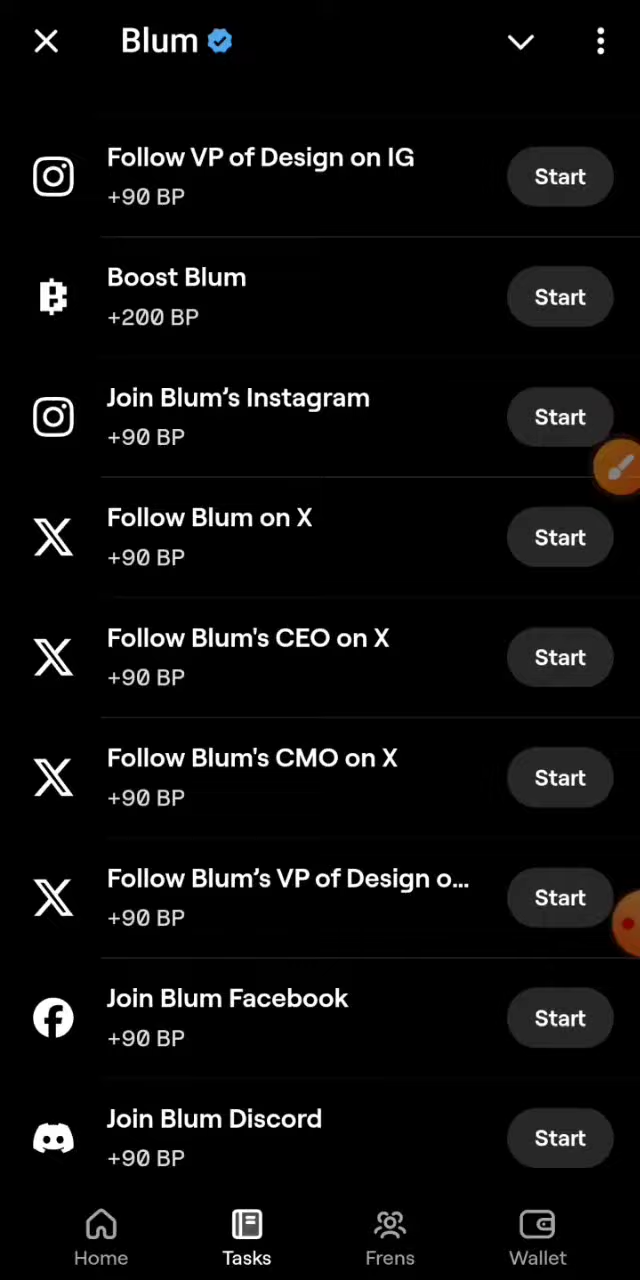 Blum
Follow VP of Design on IG
+90 BP
Start
Boost Blum
+200 BP
Start
Join Blum’s Instagram
+90 BP
Start
Follow Blum on X
+90 BP
Start
Follow Blum's CEO on X
+90 BP
Start
Follow Blum's CMO on X
+90 BP
Start
Follow Blum’s VP of Design o...
+90 BP
Start
Join Blum Facebook
+90 BP
Start
Join Blum Discord
+90 BP
Start
Home
Tasks
Frens
Wallet